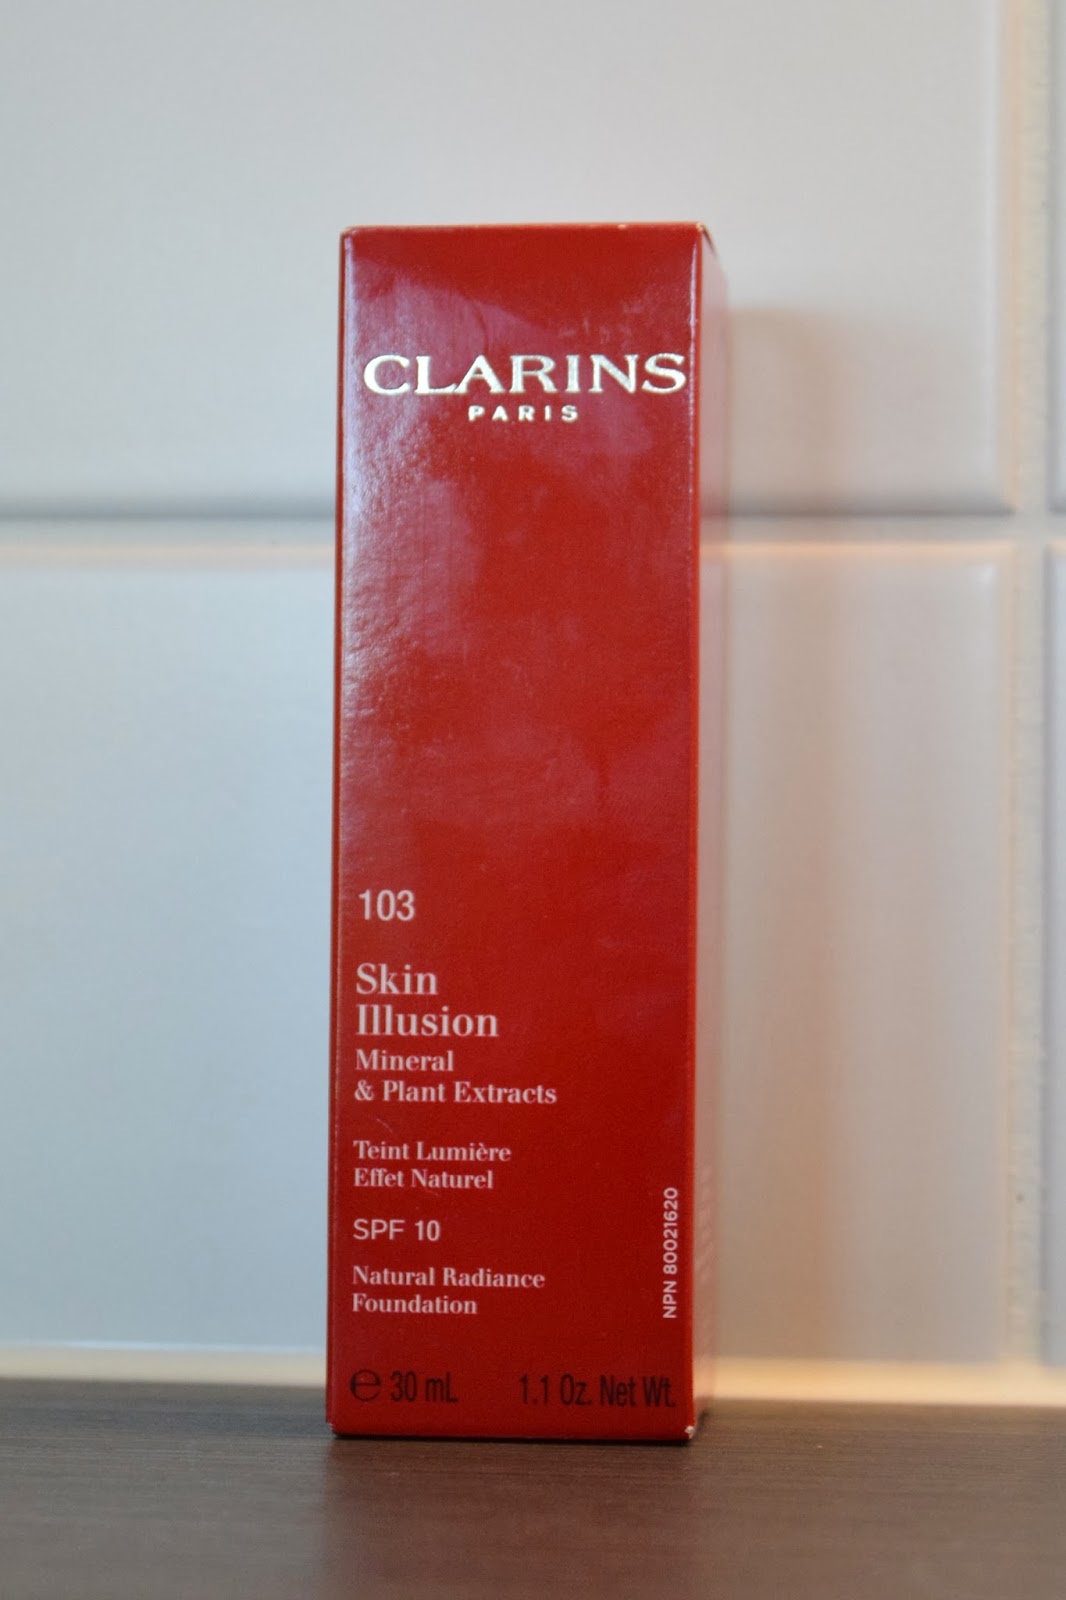 CLARINS
PARIS
103
Skin
Illusion
Mineral
& Plant Extracts
Teint Lumière
Effet Naturel
SPF 10
Natural Radiance
Foundation
NPN 80021620
℮ 30 mL 1.1 Oz. Net Wt.